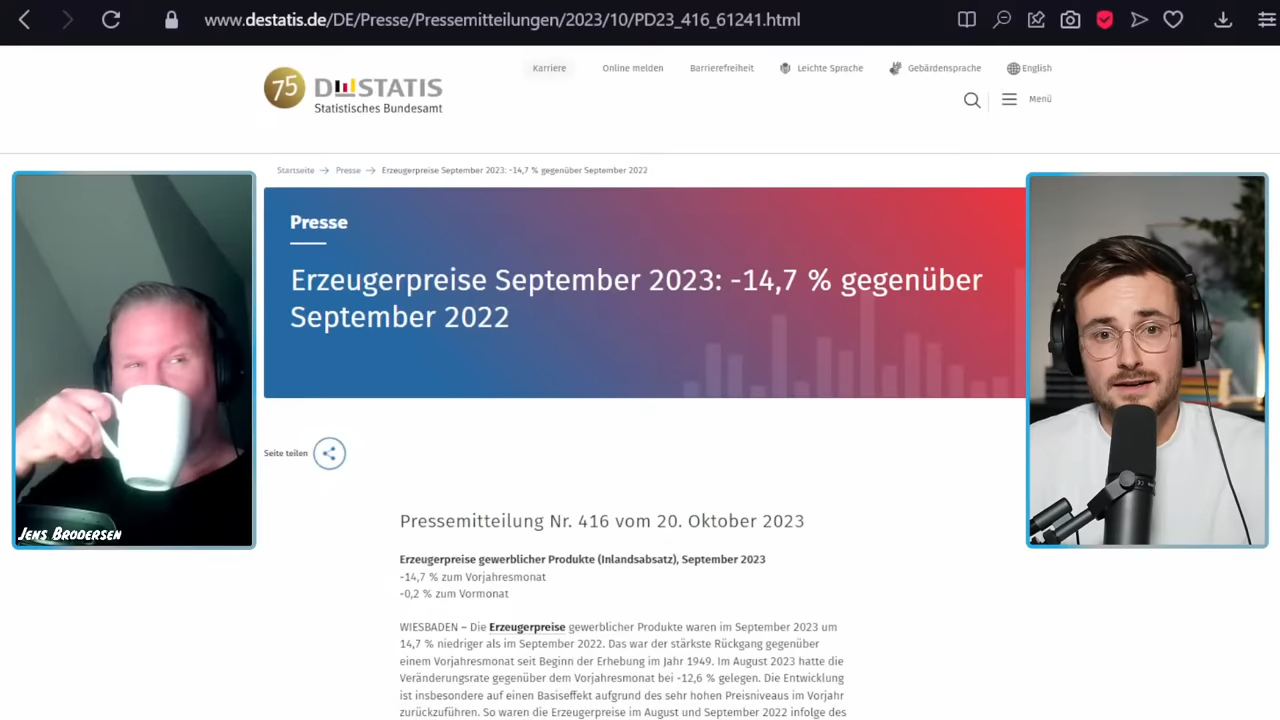 www.destatis.de/DE/Presse/Pressemitteilungen/2023/10/PD23_416_61241.html
Karriere
Online melden
Barrierefreiheit
Leichte Sprache
Gebärdensprache
English
75
DESTATIS
Statistisches Bundesamt
Menü
Startseite → Presse → Erzeugerpreise September 2023: -14,7 % gegenüber September 2022
Presse
Erzeugerpreise September 2023: -14,7 % gegenüber
September 2022
Seite teilen
JENS BRODERSEN
Pressemitteilung Nr. 416 vom 20. Oktober 2023
Erzeugerpreise gewerblicher Produkte (Inlandsabsatz), September 2023
-14,7 % zum Vorjahresmonat
-0,2 % zum Vormonat
WIESBADEN – Die Erzeugerpreise gewerblicher Produkte waren im September 2023 um
14,7 % niedriger als im September 2022. Das war der stärkste Rückgang gegenüber
einem Vorjahresmonat seit Beginn der Erhebung im Jahr 1949. Im August 2023 hatte die
Veränderungsrate gegenüber dem Vorjahresmonat bei -12,6 % gelegen. Die Entwicklung
ist insbesondere auf einen Basiseffekt aufgrund des sehr hohen Preisniveaus im Vorjahr
zurückzuführen. So waren die Erzeugerpreise im August und September 2022 infolge des